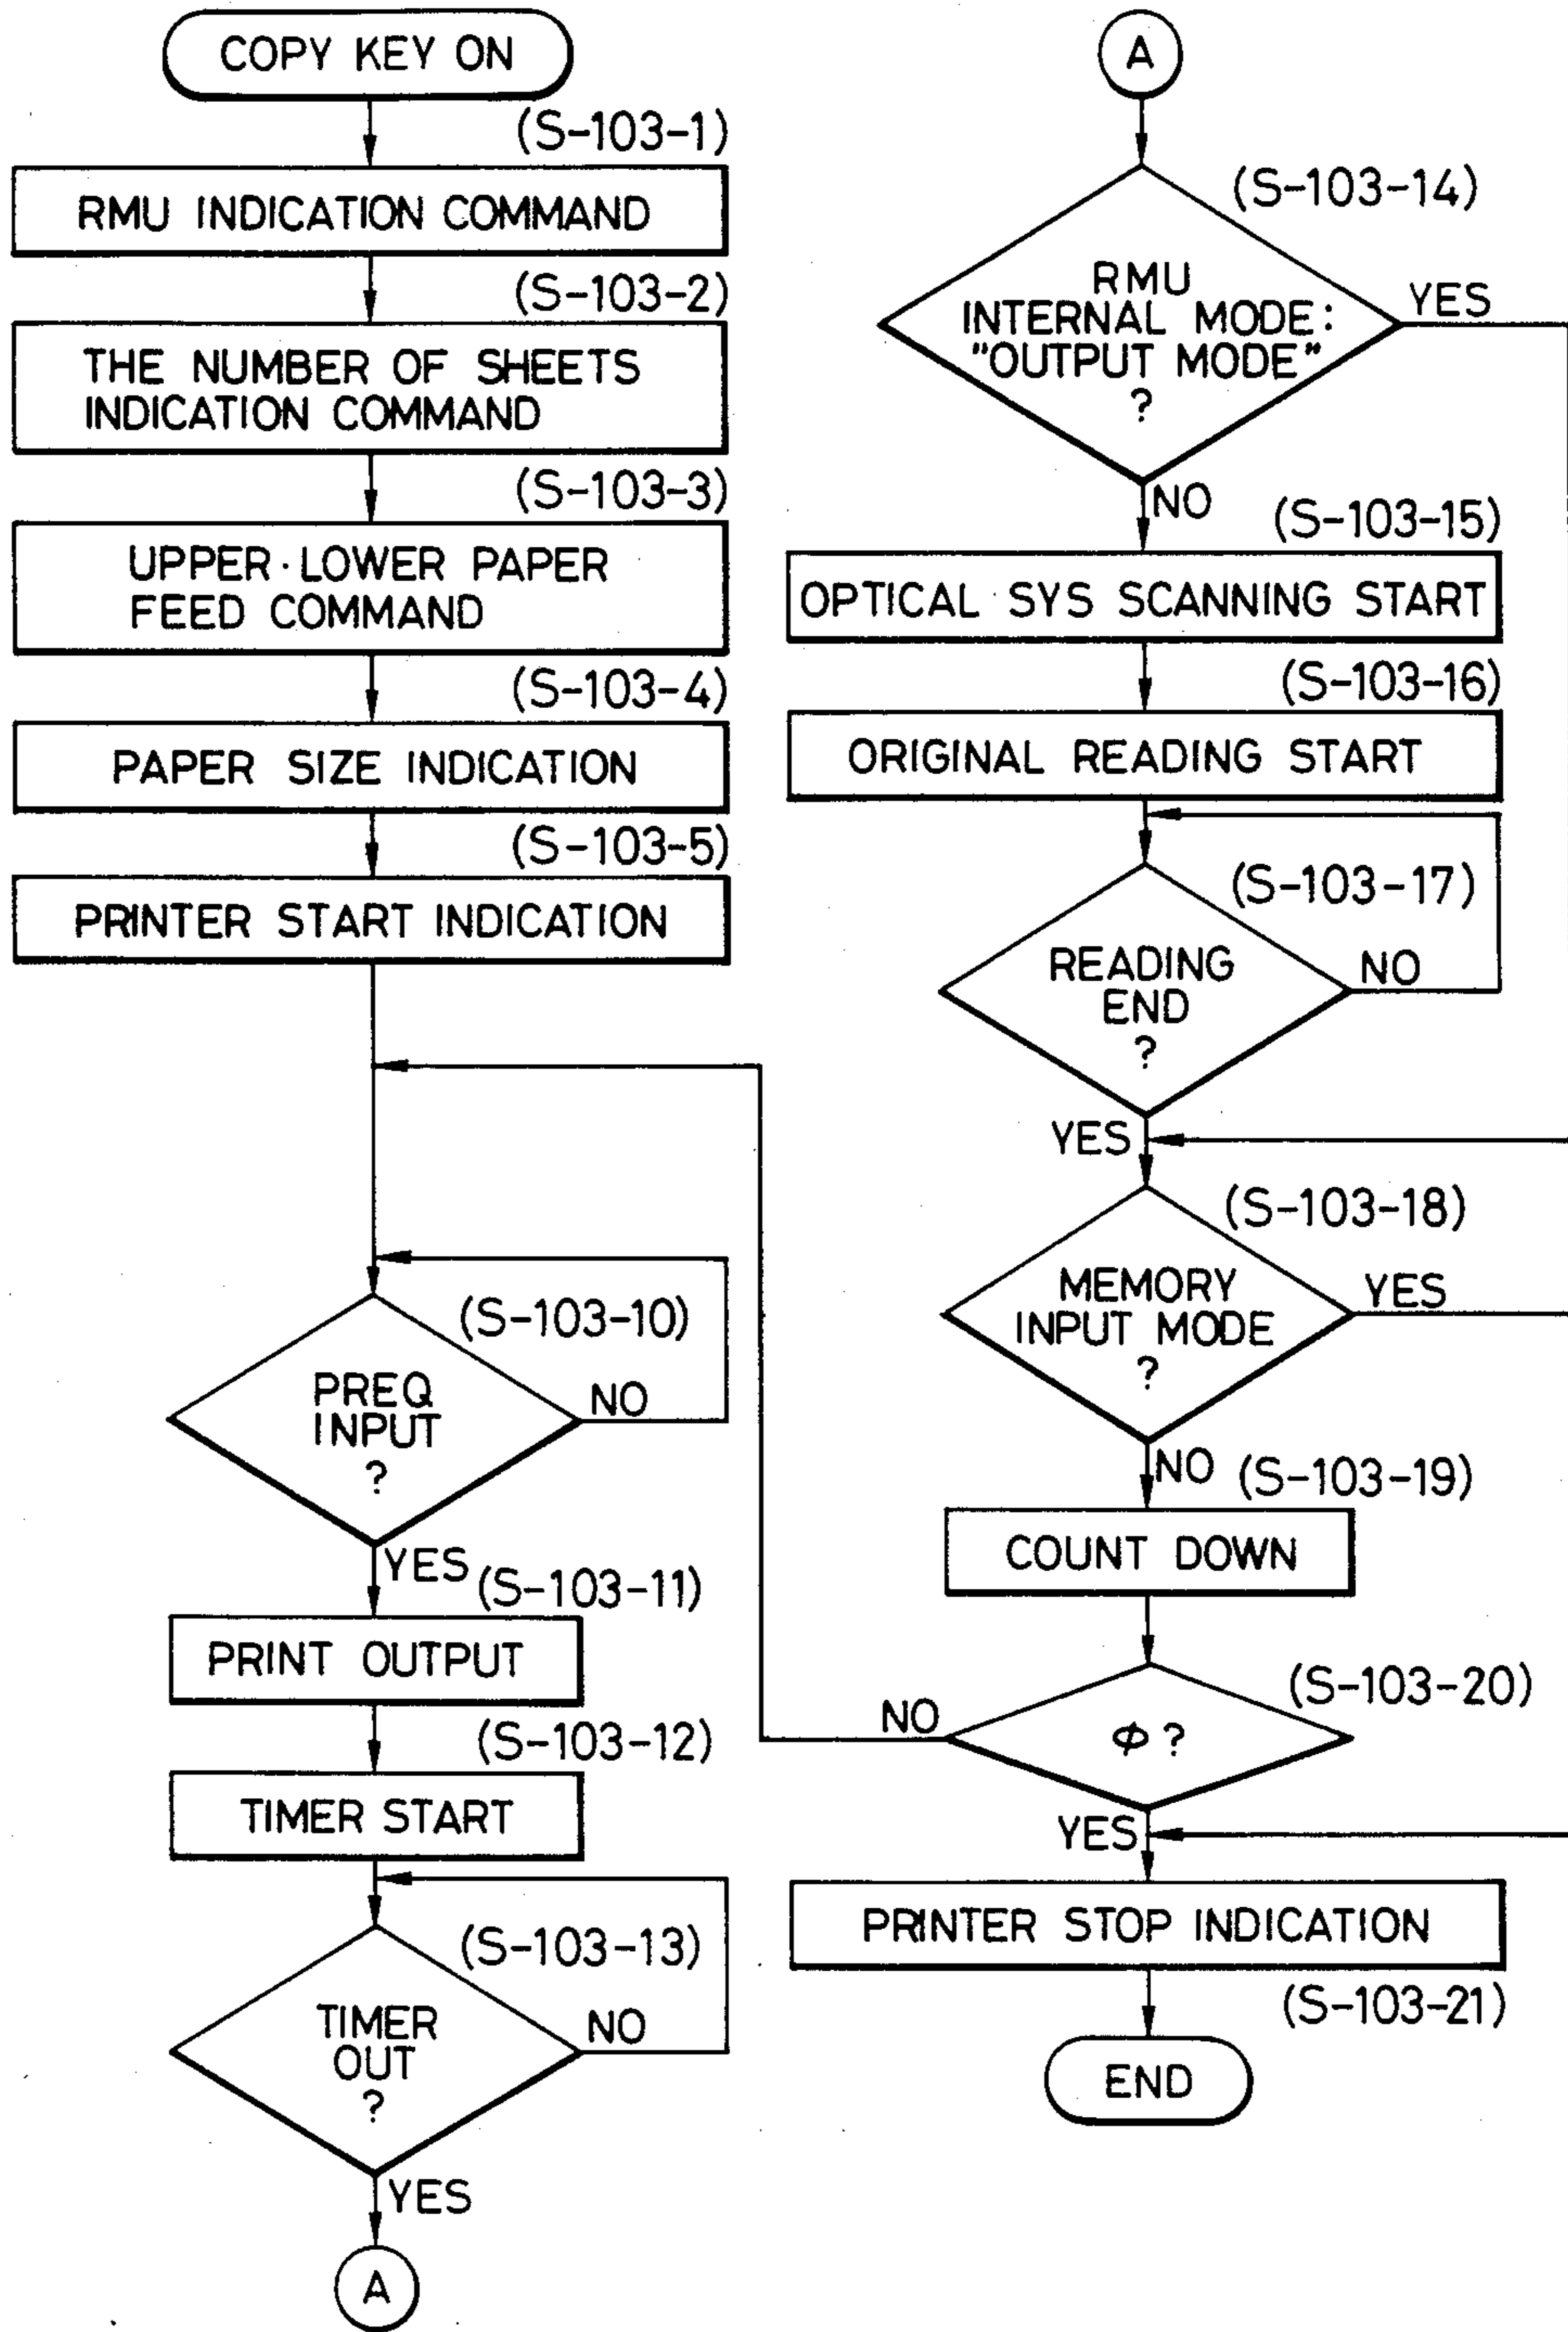 COPY KEY ON
(S-103-1)
RMU INDICATION COMMAND
(S-103-2)
THE NUMBER OF SHEETS
INDICATION COMMAND
(S-103-3)
UPPER·LOWER PAPER
FEED COMMAND
(S-103-4)
PAPER SIZE INDICATION
(S-103-5)
PRINTER START INDICATION
(S-103-10)
PREQ
INPUT
?
NO
YES
(S-103-11)
PRINT OUTPUT
(S-103-12)
TIMER START
(S-103-13)
TIMER
OUT
?
NO
YES
A
A
(S-103-14)
RMU
INTERNAL MODE:
"OUTPUT MODE"
?
YES
NO
(S-103-15)
OPTICAL SYS SCANNING START
(S-103-16)
ORIGINAL READING START
(S-103-17)
READING
END
?
NO
YES
(S-103-18)
MEMORY
INPUT MODE
?
YES
NO
(S-103-19)
COUNT DOWN
(S-103-20)
φ ?
NO
YES
PRINTER STOP INDICATION
(S-103-21)
END